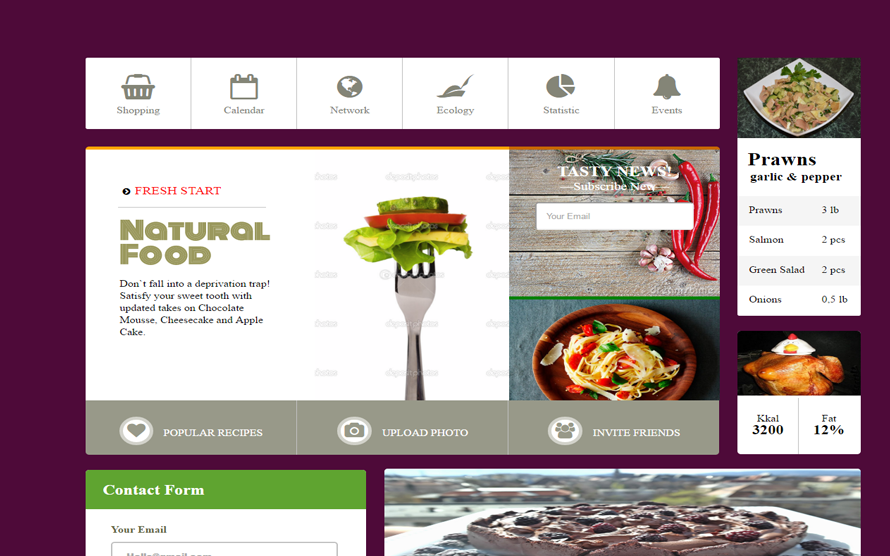 Shopping
Calendar
Network
Ecology
Statistic
Events
FRESH START
Natural
Food
Don`t fall into a deprivation trap!
Satisfy your sweet tooth with
updated takes on Chocolate
Mousse, Cheesecake and Apple
Cake.
TASTY NEWS!
Subscribe New
Your Email
POPULAR RECIPES
UPLOAD PHOTO
INVITE FRIENDS
Prawns
garlic & pepper
Prawns 3 lb
Salmon 2 pcs
Green Salad 2 pcs
Onions 0,5 lb
Kkal
3200
Fat
12%
Contact Form
Your Email
Hello@gmail.com